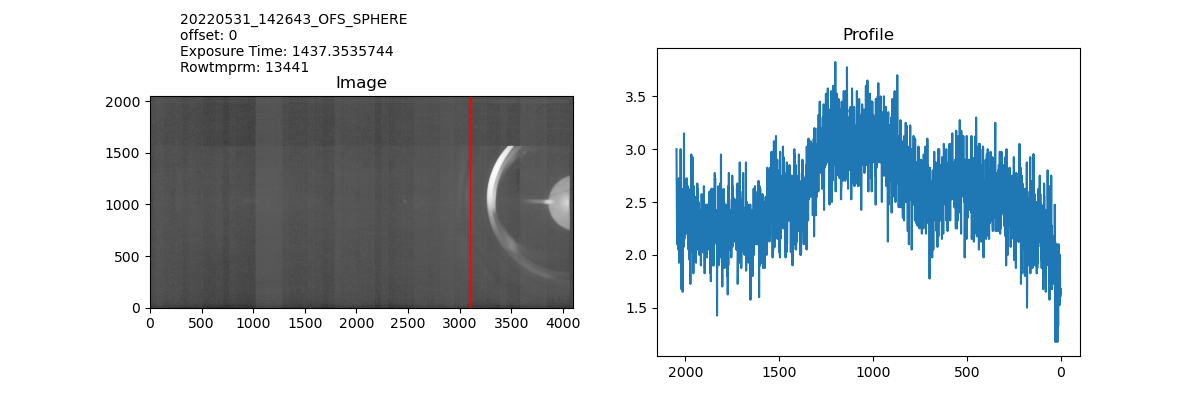 20220531_142643_OFS_SPHERE
offset: 0
Exposure Time: 1437.3535744
Rowtmprm: 13441
Image
2000
1500
1000
500
0
0 500 1000 1500 2000 2500 3000 3500 4000
Profile
3.5
3.0
2.5
2.0
1.5
2000 1500 1000 500 0